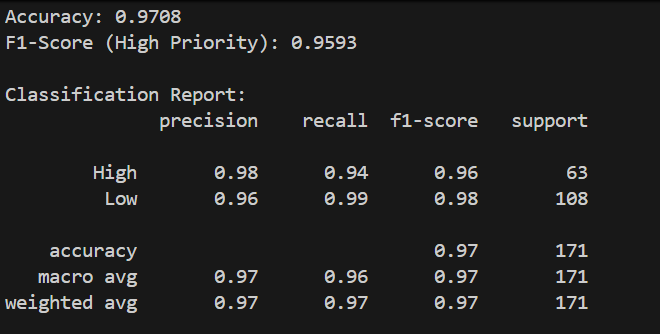 Accuracy: 0.9708
F1-Score (High Priority): 0.9593
Classification Report:
precision recall f1-score support
High 0.98 0.94 0.96 63
Low 0.96 0.99 0.98 108
accuracy 0.97 171
macro avg 0.97 0.96 0.97 171
weighted avg 0.97 0.97 0.97 171